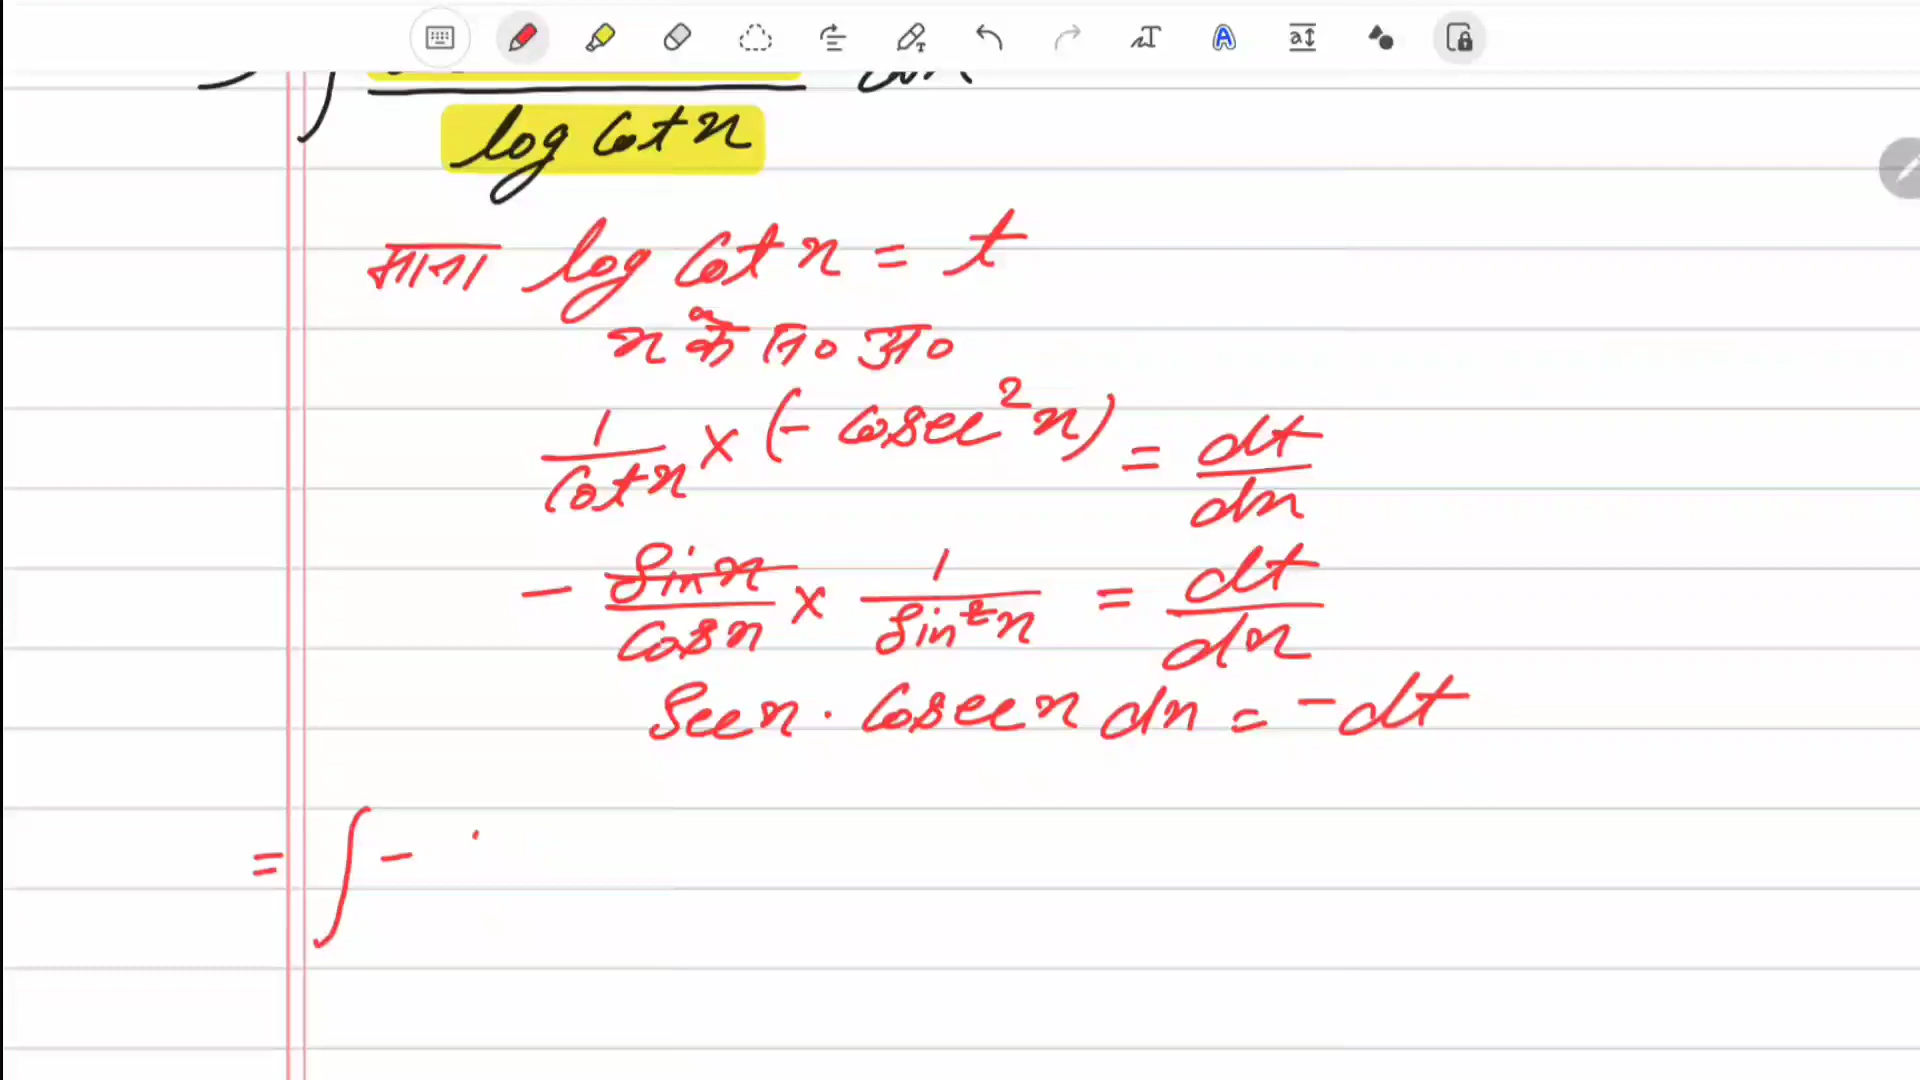 log cot x
माना log cot x = t
x के सा० अ०
1/cot x × (- cosec²x) = dt/dx
- sin x/cos x × 1/sin²x = dt/dx
sec x . cosec x dx = -dt
= ∫ -